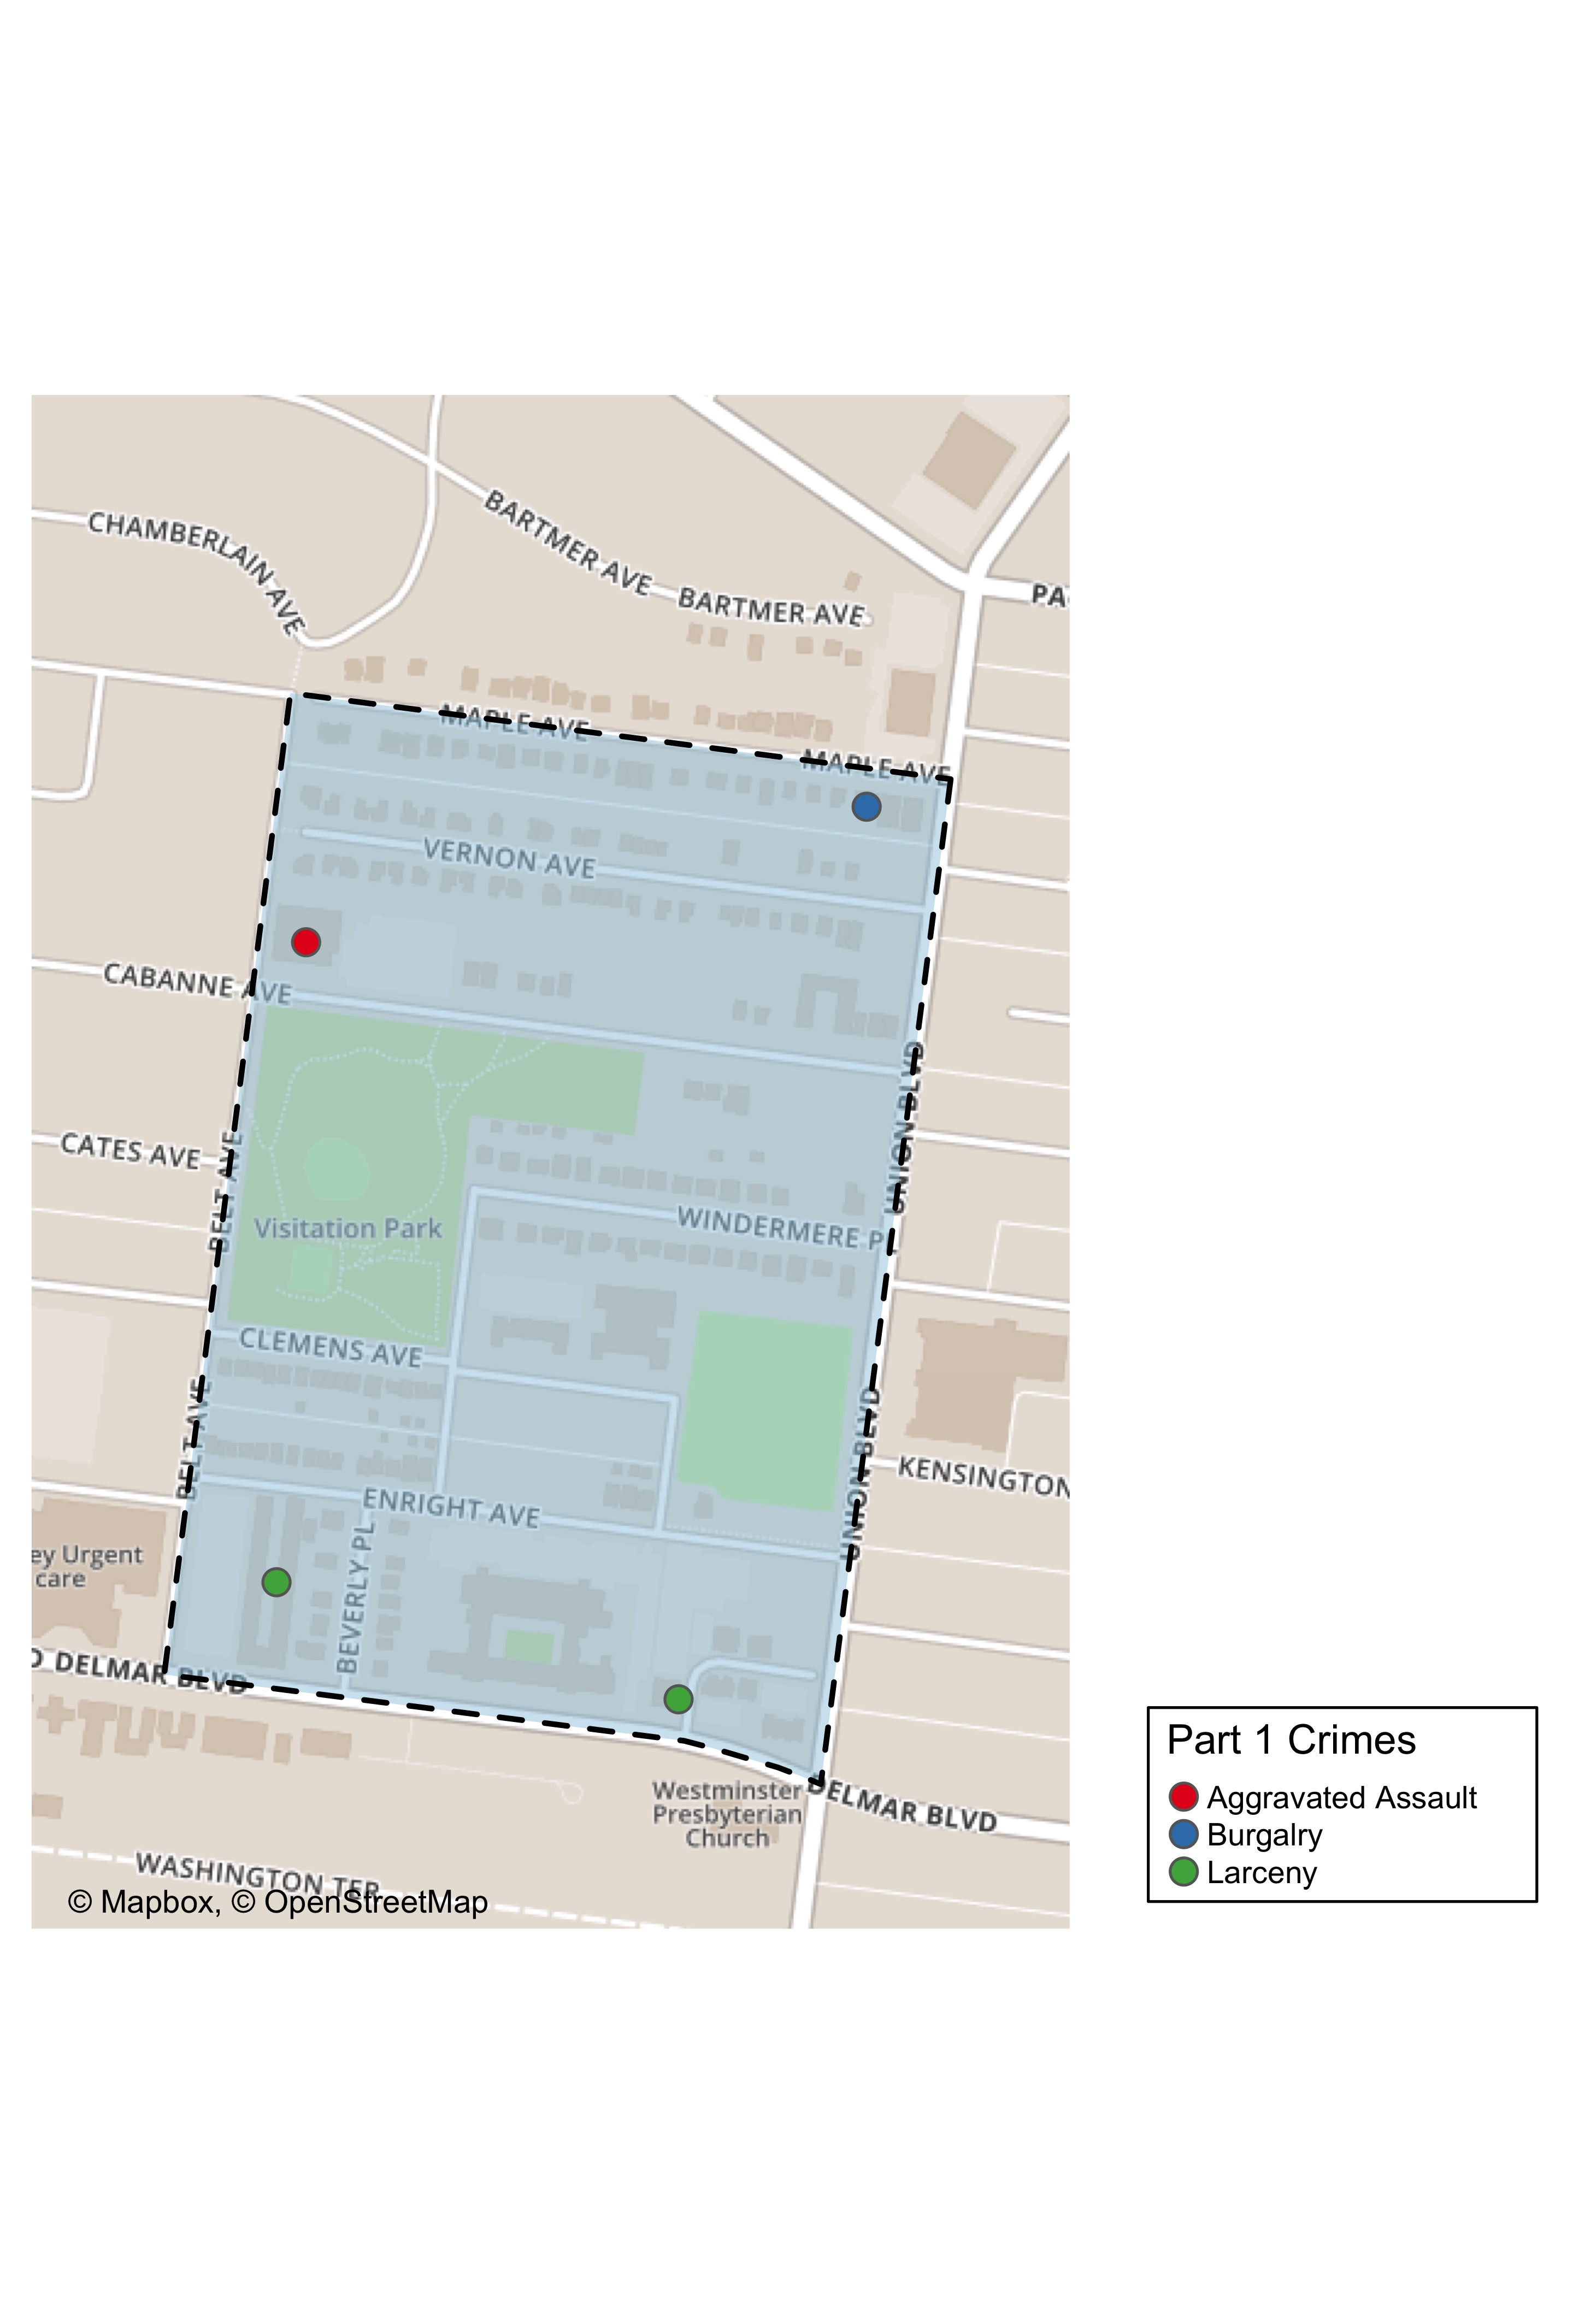 CHAMBERLAIN AVE
BARTMER AVE
BARTMER AVE
PA
MAPLE AVE
MAPLE AVE
VERNON AVE
CABANNE AVE
UNION BLVD
CATES AVE
BELT AVE
Visitation Park
WINDERMERE P
CLEMENS AVE
BELT AVE
UNION BLVD
KENSINGTON
ENRIGHT AVE
ey Urgent
care
BEVERLY PL
DELMAR BLVD
Westminster
Presbyterian
Church
DELMAR BLVD
WASHINGTON TER
© Mapbox, © OpenStreetMap
Part 1 Crimes
Aggravated Assault
Burgalry
Larceny